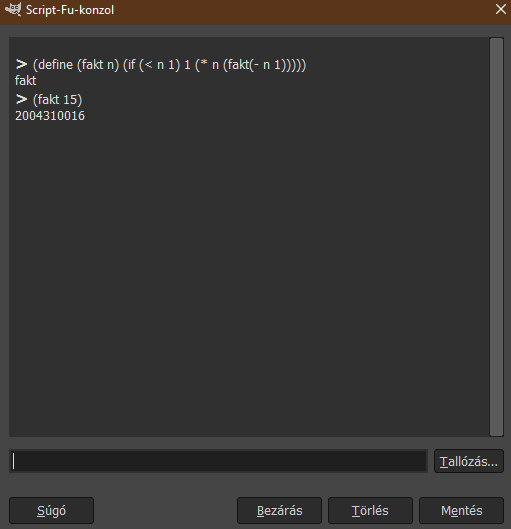 Script-Fu-konzol
> (define (fakt n) (if (< n 1) 1 (* n (fakt(- n 1)))))
fakt
> (fakt 15)
2004310016
Tallózás...
Súgó
Bezárás
Törlés
Mentés